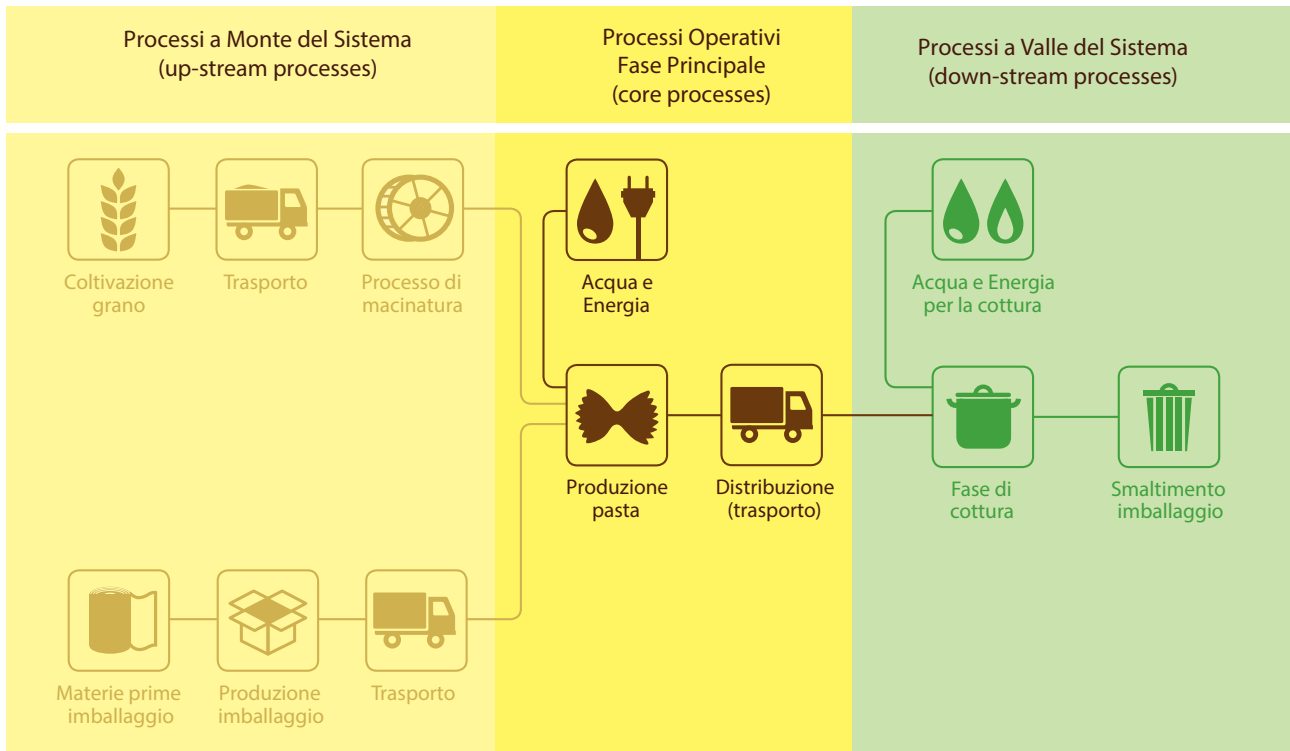 Processi a Monte del Sistema
(up-stream processes)
Processi Operativi
Fase Principale
(core processes)
Processi a Valle del Sistema
(down-stream processes)
Coltivazione
grano
Trasporto
Processo di
macinatura
Acqua e
Energia
Acqua e Energia
per la cottura
Produzione
pasta
Distribuzione
(trasporto)
Fase di
cottura
Smaltimento
imballaggio
Materie prime
imballaggio
Produzione
imballaggio
Trasporto